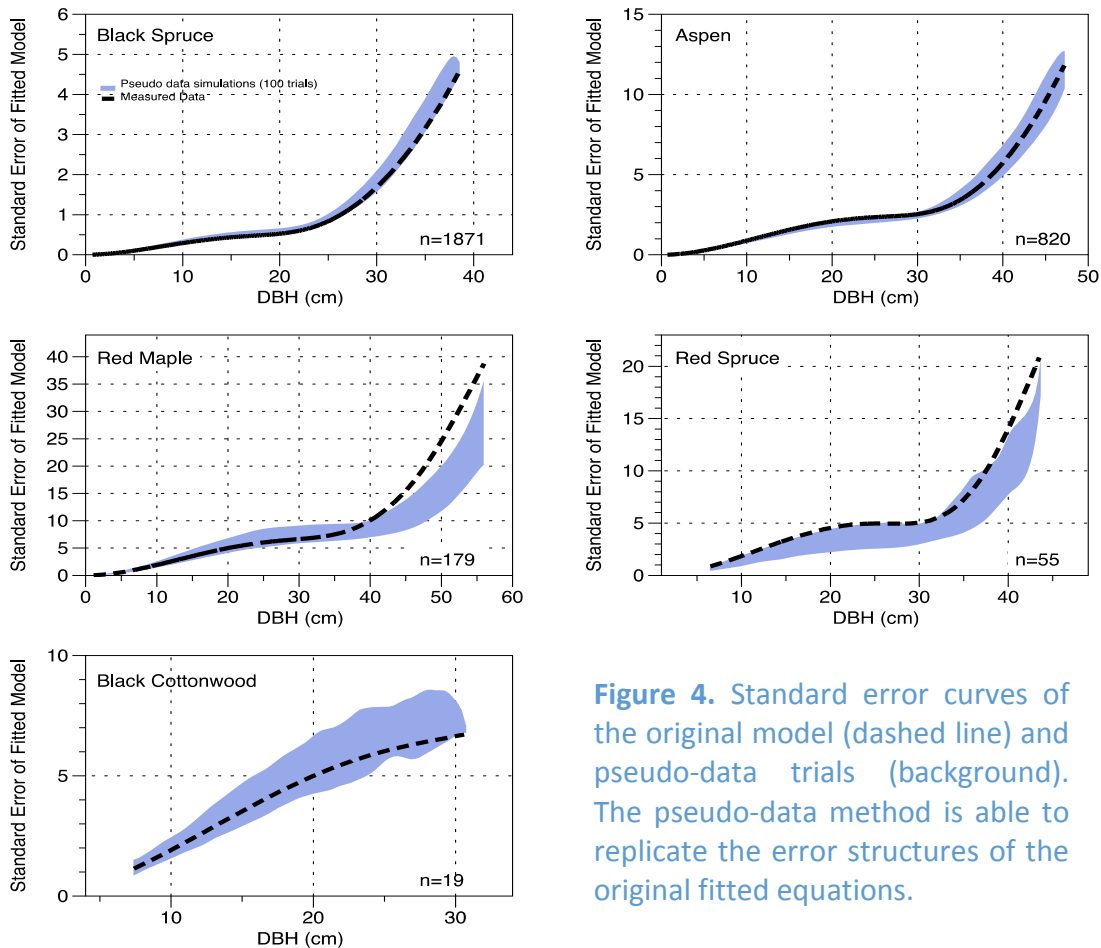 Standard Error of Fitted Model
6
5
4
3
2
1
0
Black Spruce
Pseudo data simulations (100 trials)
Measured Data
n=1871
0
10
20
30
40
DBH (cm)
Standard Error of Fitted Model
15
10
5
0
Aspen
n=820
0
10
20
30
40
50
DBH (cm)
Standard Error of Fitted Model
40
35
30
25
20
15
10
5
0
Red Maple
n=179
0
10
20
30
40
50
60
DBH (cm)
Standard Error of Fitted Model
20
15
10
5
0
Red Spruce
n=55
10
20
30
40
DBH (cm)
Standard Error of Fitted Model
10
5
0
Black Cottonwood
n=19
10
20
30
DBH (cm)
Figure 4. Standard error curves of
the original model (dashed line) and
pseudo-data trials (background).
The pseudo-data method is able to
replicate the error structures of the
original fitted equations.